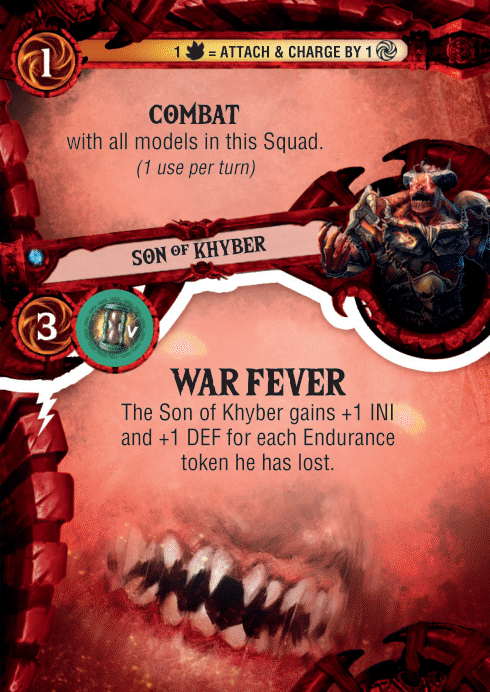 1
1 = ATTACH & CHARGE BY 1
COMBAT
with all models in this Squad.
(1 use per turn)
SON OF KHYBER
3
V
WAR FEVER
The Son of Khyber gains +1 INI
and +1 DEF for each Endurance
token he has lost.